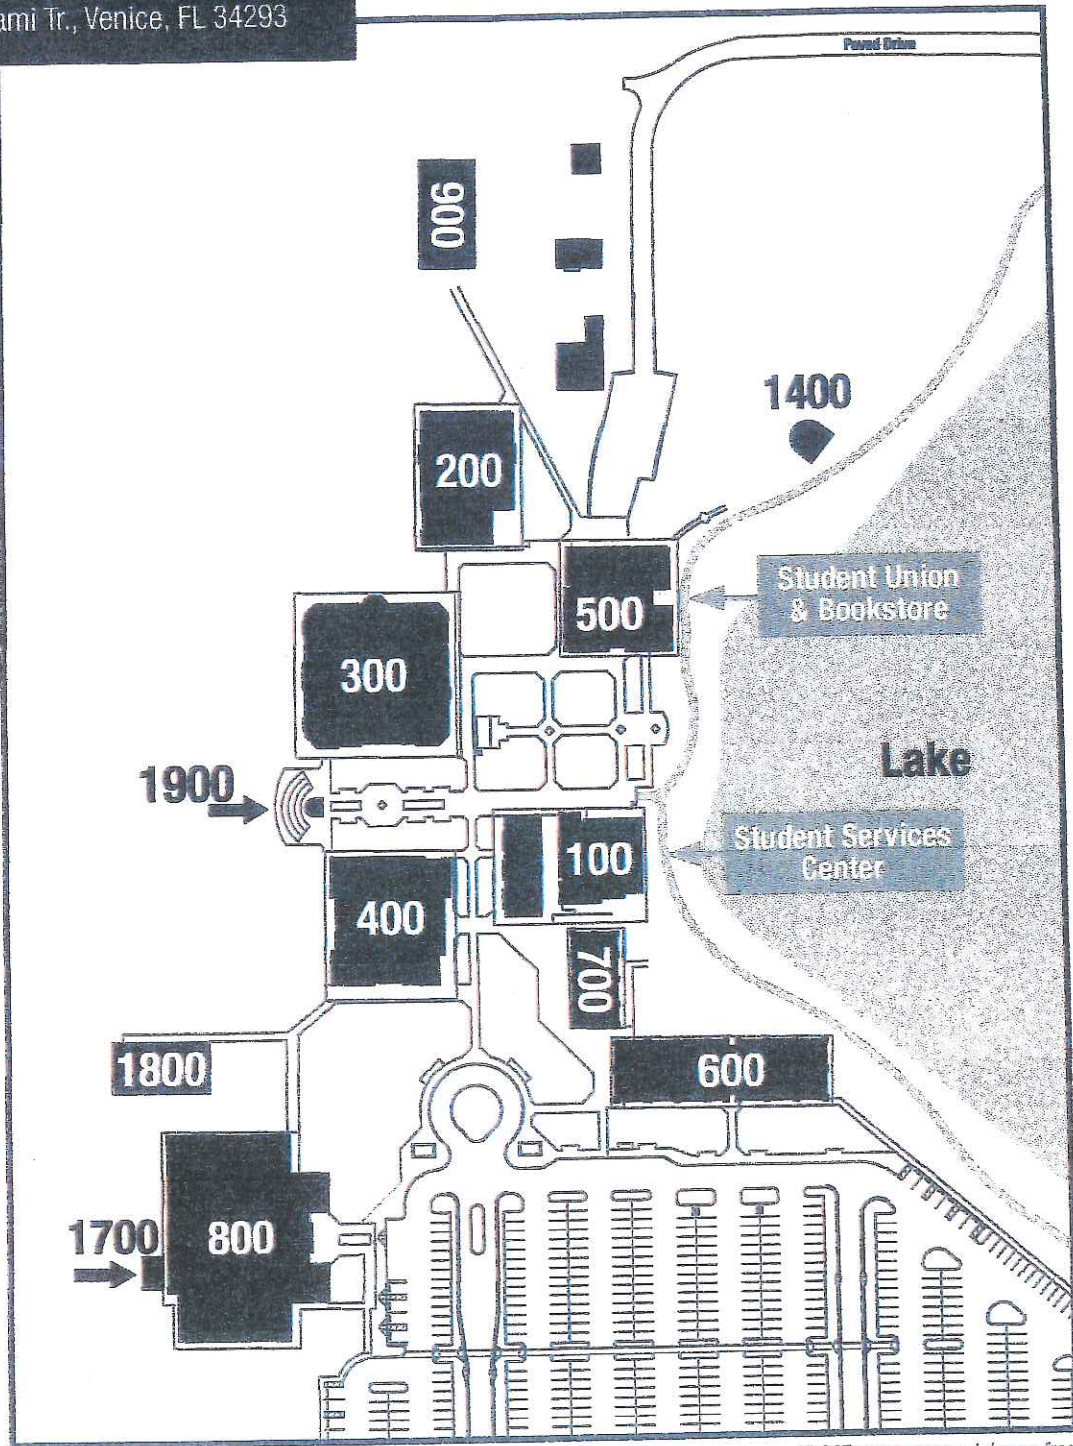 ami Tr., Venice, FL 34293
Paved Drive
900
1400
200
Student Union
& Bookstore
500
300
Lake
1900
Student Services
Center
100
400
700
1800
600
1700
800